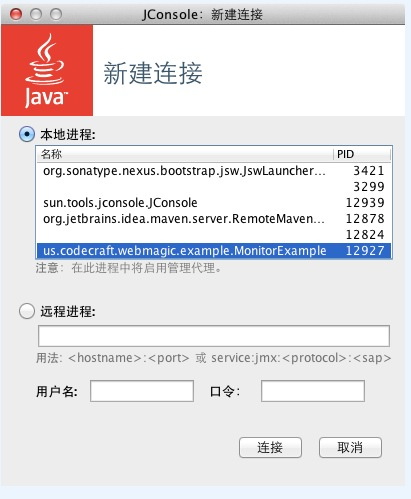 JConsole: 新建连接
Java™
新建连接
本地进程:
名称 PID
org.sonatype.nexus.bootstrap.jsw.JswLauncher... 3421
3299
sun.tools.jconsole.JConsole 12939
org.jetbrains.idea.maven.server.RemoteMaven... 12878
12824
us.codecraft.webmagic.example.MonitorExample 12927
注意: 在此进程中将启用管理代理。
远程进程:
用法: <hostname>:<port> 或 service:jmx:<protocol>:<sap>
用户名: 口令:
连接 取消